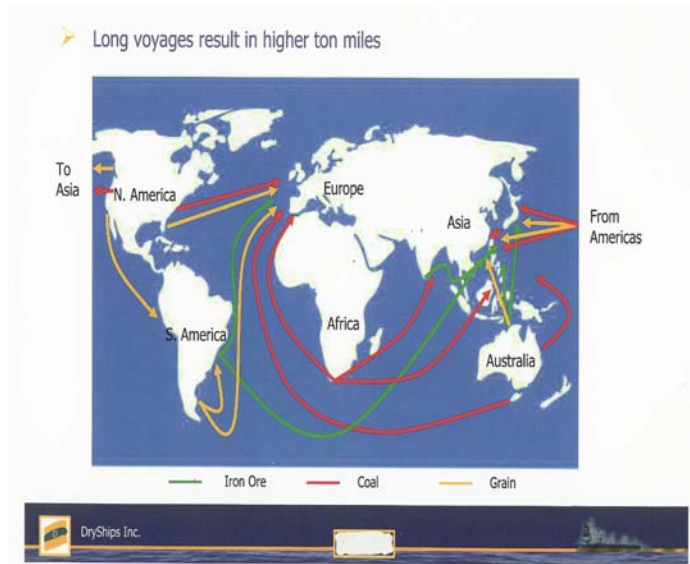 Long voyages result in higher ton miles
To
Asia
N. America
Europe
Asia
From
Americas
Africa
S. America
Australia
Iron Ore
Coal
Grain
DryShips Inc.